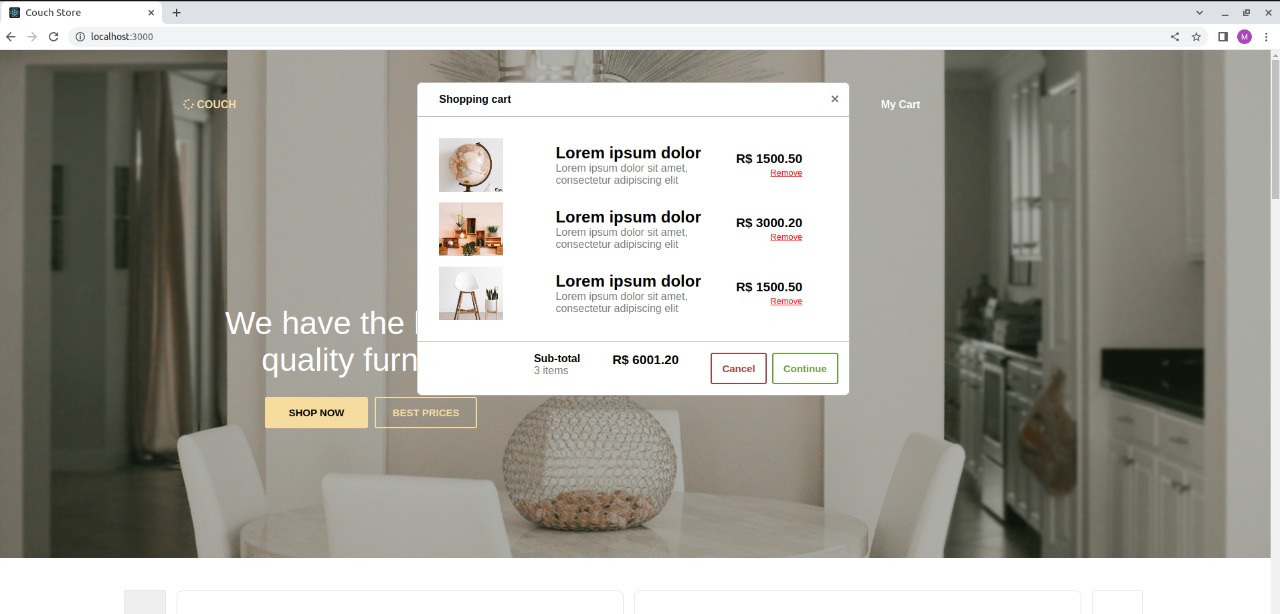 Couch Store
localhost:3000
M
COUCH
My Cart
Shopping cart
Lorem ipsum dolor
Lorem ipsum dolor sit amet,
consectetur adipiscing elit
R$ 1500.50
Remove
Lorem ipsum dolor
Lorem ipsum dolor sit amet,
consectetur adipiscing elit
R$ 3000.20
Remove
Lorem ipsum dolor
Lorem ipsum dolor sit amet,
consectetur adipiscing elit
R$ 1500.50
Remove
Sub-total
3 items
R$ 6001.20
Cancel
Continue
We have the
quality furn
SHOP NOW
BEST PRICES